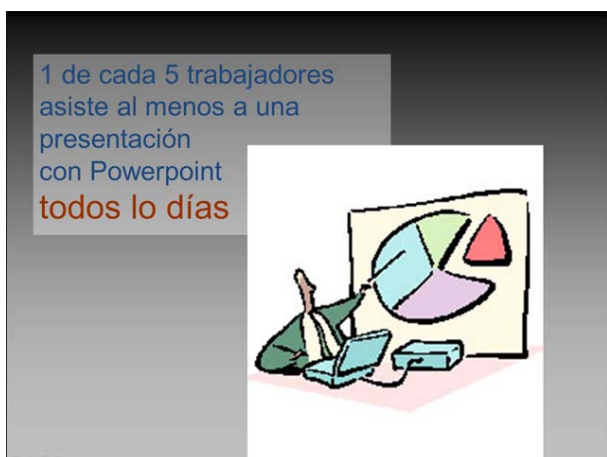 1 de cada 5 trabajadores
asiste al menos a una
presentación
con Powerpoint
todos lo días